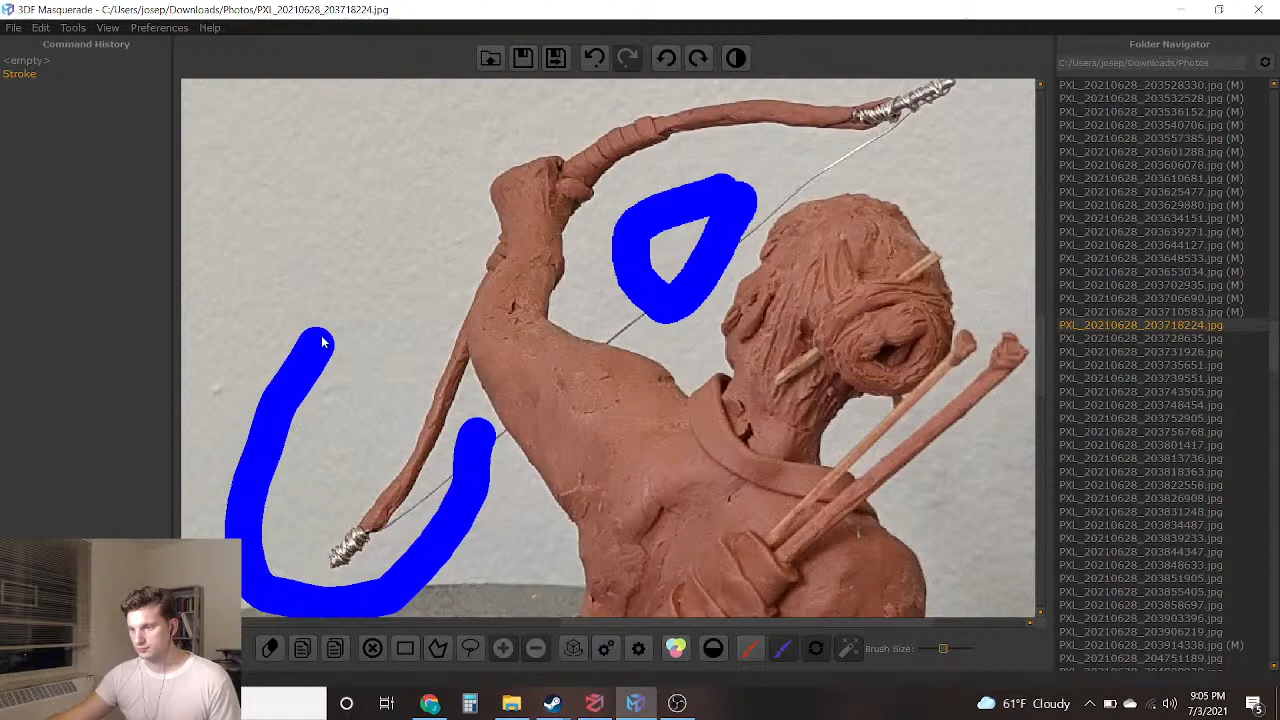 3DF Masquerade - C:/Users/josep/Downloads/Photos/PXL_20210628_203718224.jpg
File Edit Tools View Preferences Help
Command History
<empty>
Stroke
Folder Navigator
C:/Users/josep/Downloads/Photos
PXL_20210628_203528330.jpg (M)
PXL_20210628_203532528.jpg (M)
PXL_20210628_203536152.jpg (M)
PXL_20210628_203540706.jpg (M)
PXL_20210628_203557385.jpg (M)
PXL_20210628_203601288.jpg (M)
PXL_20210628_203606078.jpg (M)
PXL_20210628_203610681.jpg (M)
PXL_20210628_203625477.jpg (M)
PXL_20210628_203629880.jpg (M)
PXL_20210628_203634151.jpg (M)
PXL_20210628_203639271.jpg (M)
PXL_20210628_203644127.jpg (M)
PXL_20210628_203648533.jpg (M)
PXL_20210628_203653034.jpg (M)
PXL_20210628_203702935.jpg (M)
PXL_20210628_203706690.jpg (M)
PXL_20210628_203710583.jpg (M)
PXL_20210628_203718224.jpg
PXL_20210628_203728635.jpg
PXL_20210628_203731926.jpg
PXL_20210628_203735651.jpg
PXL_20210628_203739551.jpg
PXL_20210628_203743505.jpg
PXL_20210628_203748454.jpg
PXL_20210628_203752905.jpg
PXL_20210628_203756768.jpg
PXL_20210628_203801417.jpg
PXL_20210628_203813736.jpg
PXL_20210628_203818363.jpg
PXL_20210628_203822558.jpg
PXL_20210628_203826908.jpg
PXL_20210628_203831248.jpg
PXL_20210628_203834487.jpg
PXL_20210628_203839233.jpg
PXL_20210628_203844347.jpg
PXL_20210628_203848633.jpg
PXL_20210628_203851905.jpg
PXL_20210628_203855405.jpg
PXL_20210628_203858697.jpg
PXL_20210628_203903396.jpg
PXL_20210628_203906219.jpg
PXL_20210628_203914338.jpg (M)
PXL_20210628_204751189.jpg
Brush Size:
61°F Cloudy
9:05 PM
7/3/2021
5